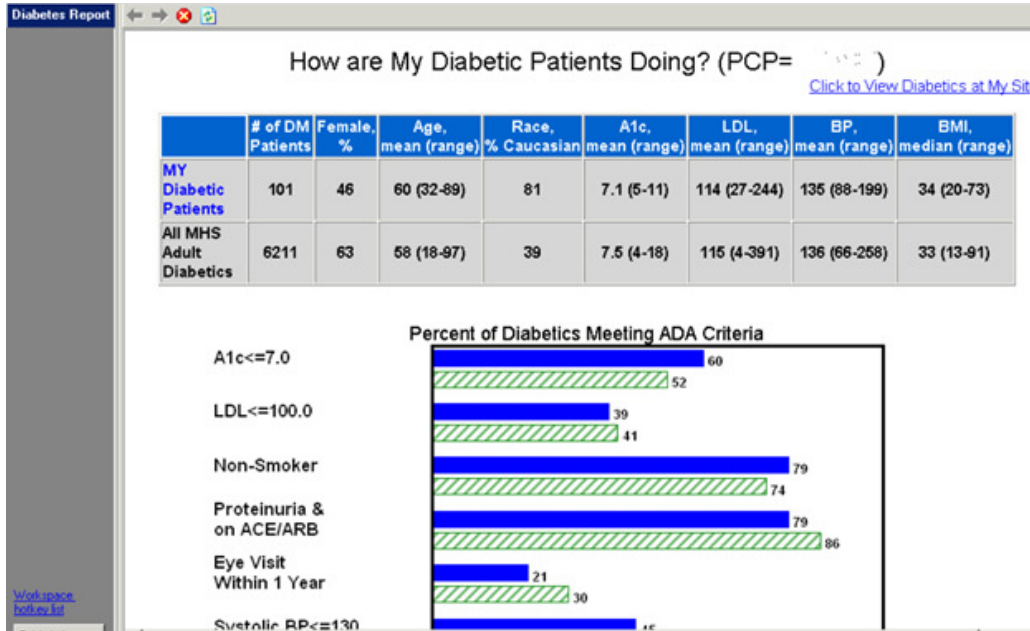 Diabetes Report
How are My Diabetic Patients Doing? (PCP= )
Click to View Diabetics at My Sit
# of DM Patients Female, % Age, mean (range) Race, % Caucasian A1c, mean (range) LDL, mean (range) BP, mean (range) BMI, median (range)
MY Diabetic Patients 101 46 60 (32-89) 81 7.1 (5-11) 114 (27-244) 135 (88-199) 34 (20-73)
All MHS Adult Diabetics 6211 63 58 (18-97) 39 7.5 (4-18) 115 (4-391) 136 (66-258) 33 (13-91)
Percent of Diabetics Meeting ADA Criteria
A1c<=7.0
60
52
LDL<=100.0
39
41
Non-Smoker
79
74
Proteinuria &
on ACE/ARB
79
86
Eye Visit
Within 1 Year
21
30
Systolic BP<=130
Workspace
hotkey list